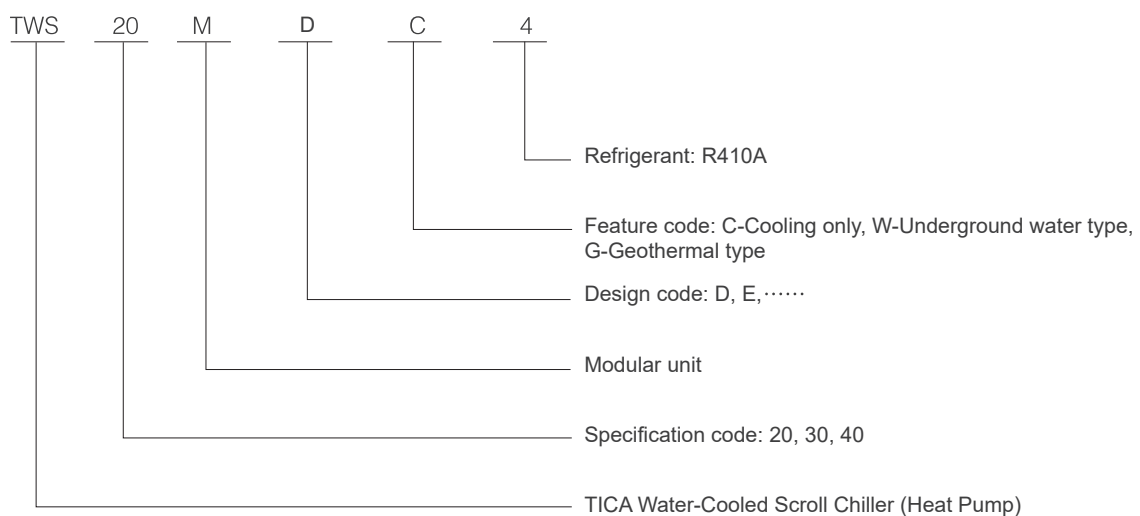 TWS 20 M D C 4
Refrigerant: R410A
Feature code: C-Cooling only, W-Underground water type,
G-Geothermal type
Design code: D, E,······
Modular unit
Specification code: 20, 30, 40
TICA Water-Cooled Scroll Chiller (Heat Pump)